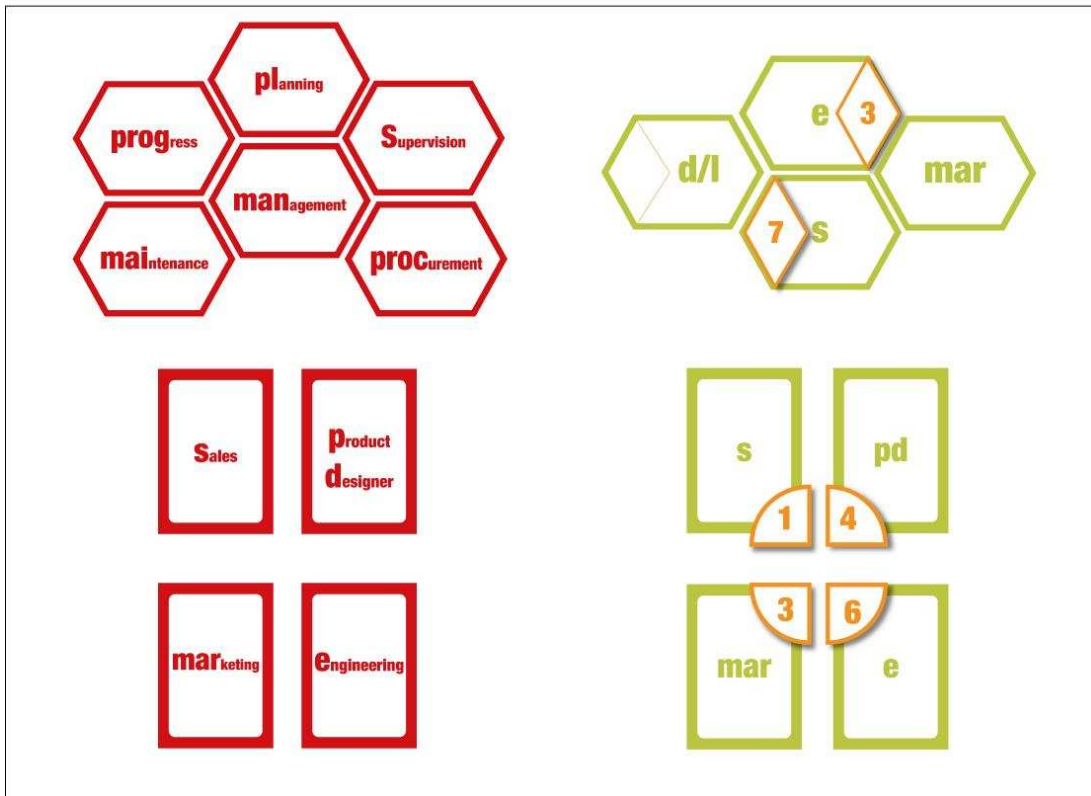 planning
progress
supervision
management
maintenance
procurement
e 3
d/l
mar
7 s
sales
product
designer
s
pd
1 4
marketing
engineering
3 6
mar
e